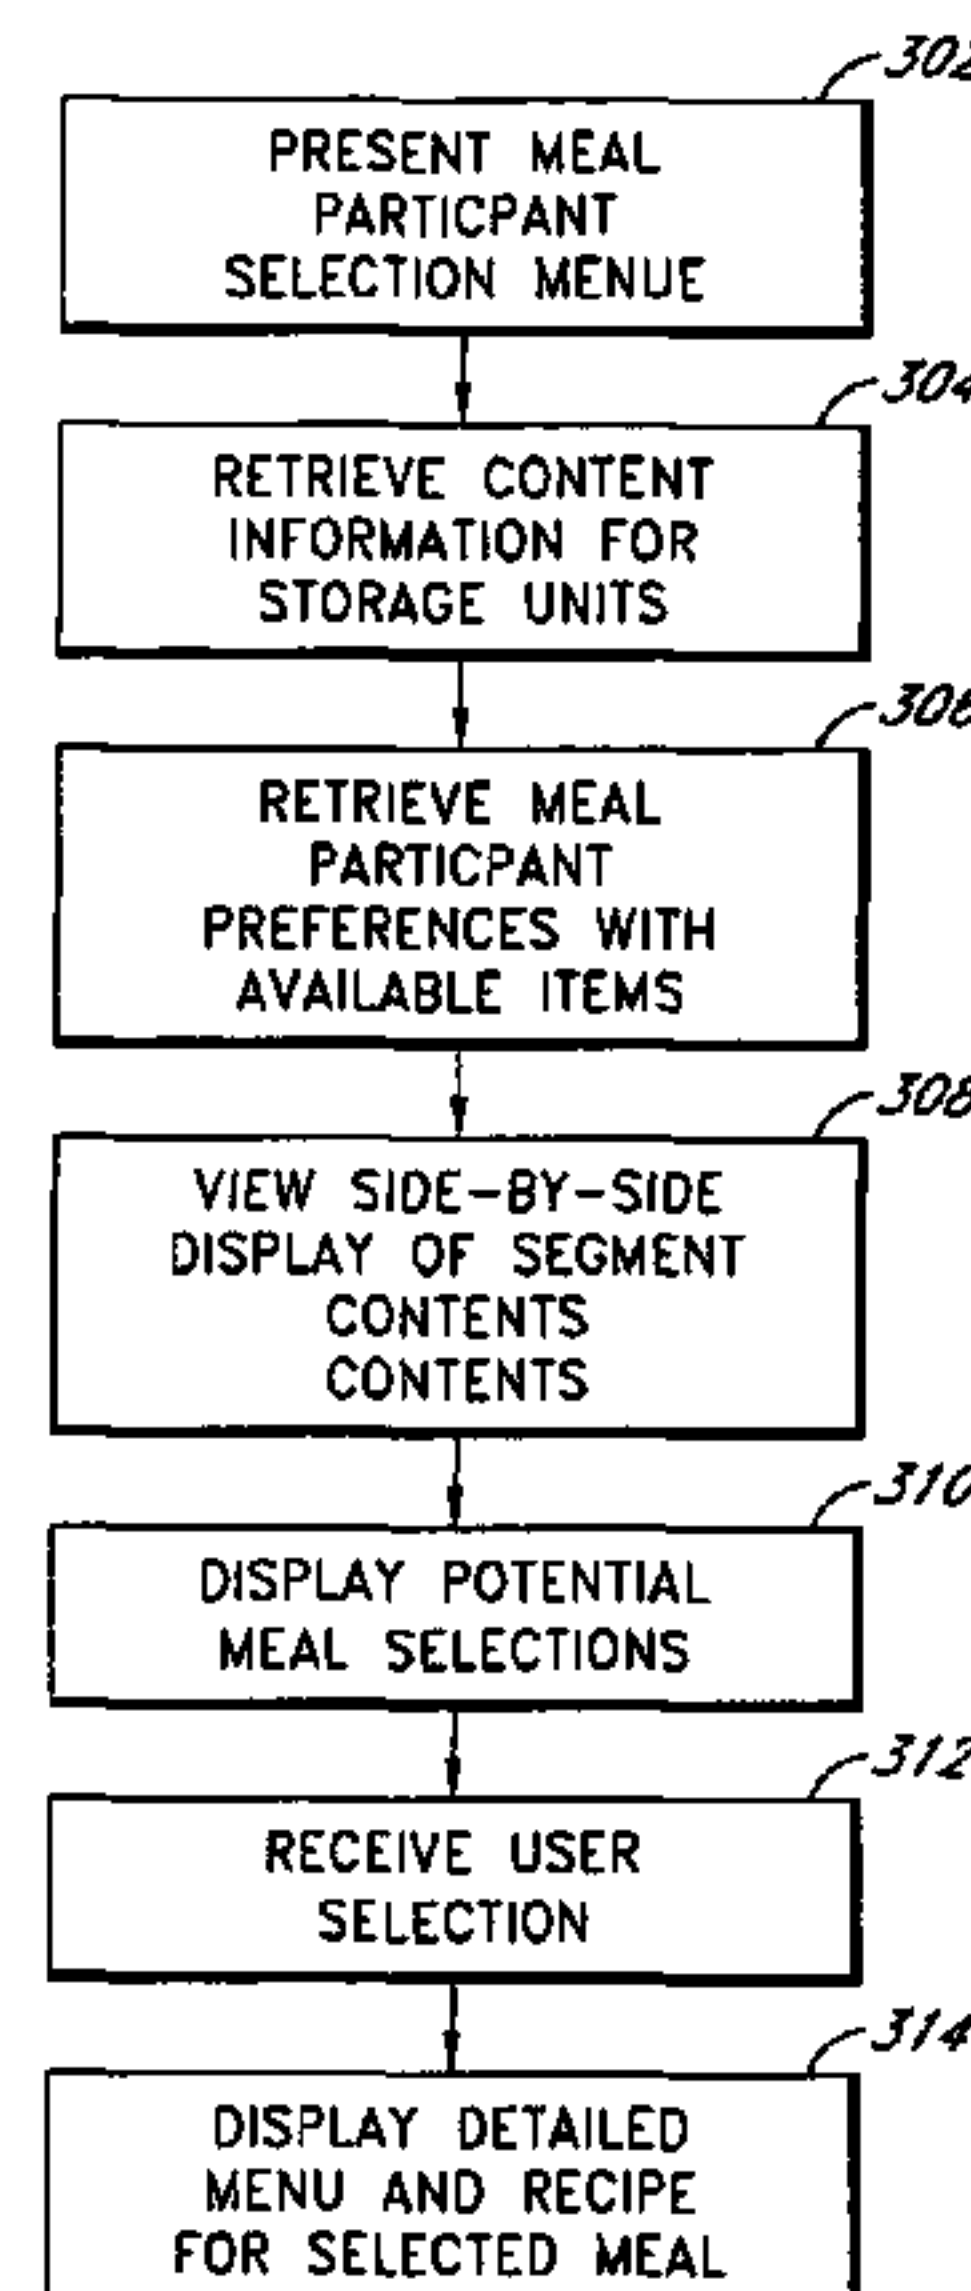 302
PRESENT MEAL
PARTICPANT
SELECTION MENUE
304
RETRIEVE CONTENT
INFORMATION FOR
STORAGE UNITS
306
RETRIEVE MEAL
PARTICPANT
PREFERENCES WITH
AVAILABLE ITEMS
308
VIEW SIDE-BY-SIDE
DISPLAY OF SEGMENT
CONTENTS
CONTENTS
310
DISPLAY POTENTIAL
MEAL SELECTIONS
312
RECEIVE USER
SELECTION
314
DISPLAY DETAILED
MENU AND RECIPE
FOR SELECTED MEAL